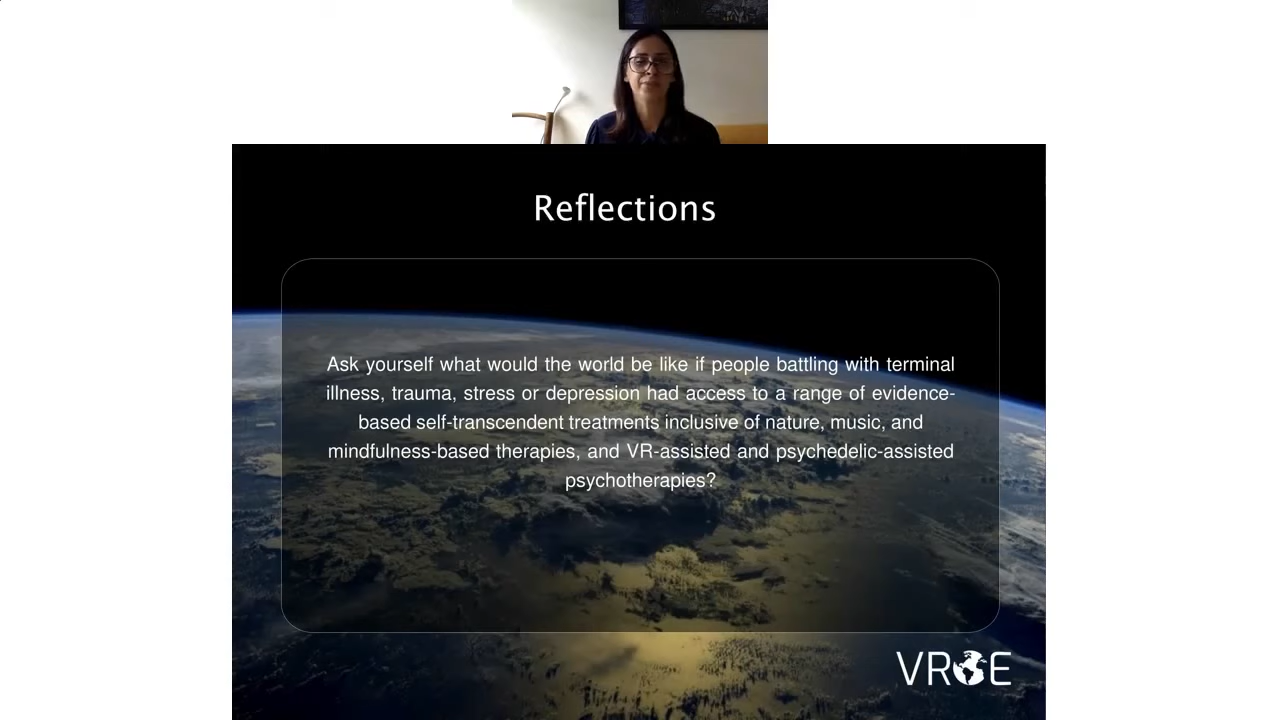 Reflections
Ask yourself what would the world be like if people battling with terminal
illness, trauma, stress or depression had access to a range of evidence-
based self-transcendent treatments inclusive of nature, music, and
mindfulness-based therapies, and VR-assisted and psychedelic-assisted
psychotherapies?
VROE